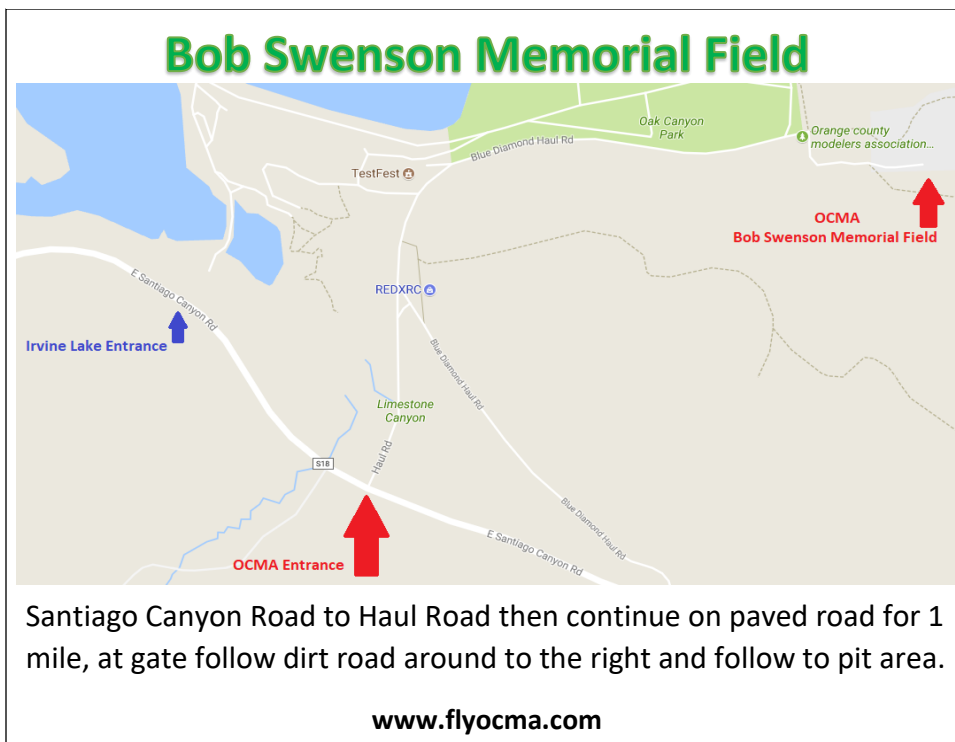 Bob Swenson Memorial Field
Oak Canyon
Park
Orange county
modelers association...
Blue Diamond Haul Rd
TestFest
OCMA
Bob Swenson Memorial Field
E Santiago Canyon Rd
REDXRC
Irvine Lake Entrance
Blue Diamond Haul Rd
Limestone
Canyon
Haul Rd
S18
Blue Diamond Haul Rd
E Santiago Canyon Rd
OCMA Entrance
Santiago Canyon Road to Haul Road then continue on paved road for 1
mile, at gate follow dirt road around to the right and follow to pit area.
www.flyocma.com